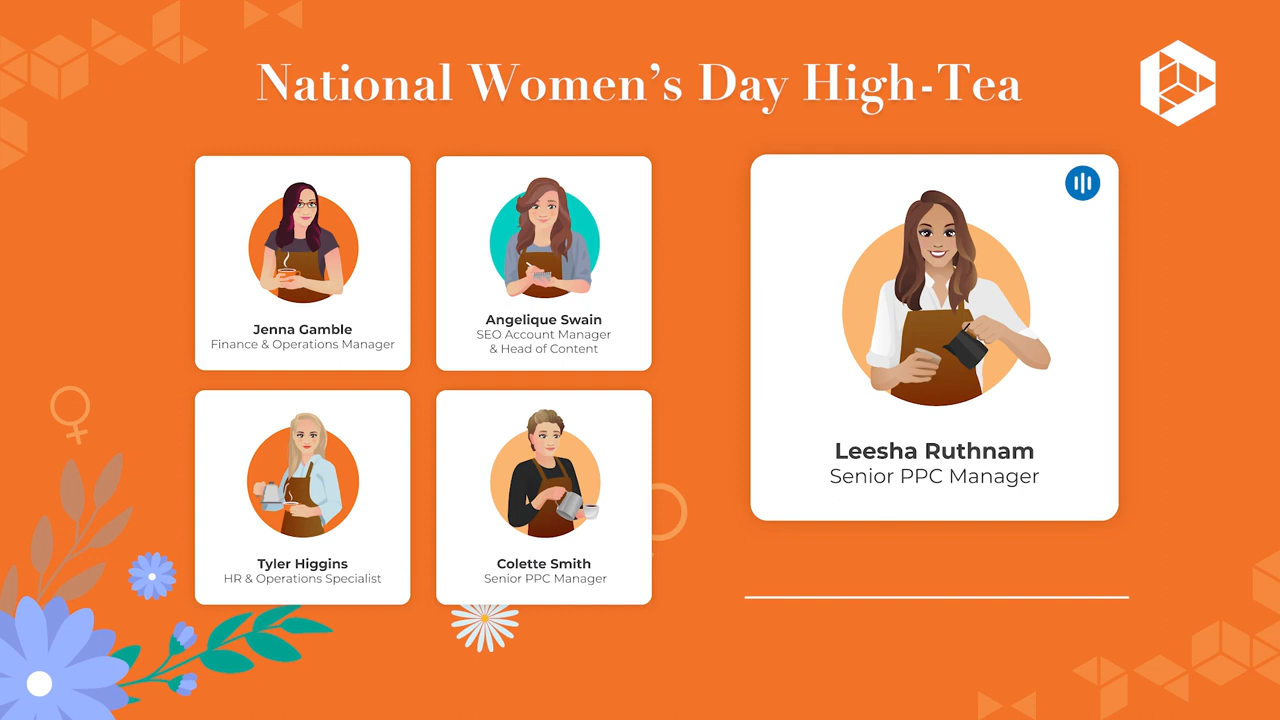 National Women's Day High-Tea
Jenna Gamble
Finance & Operations Manager
Angelique Swain
SEO Account Manager
& Head of Content
Tyler Higgins
HR & Operations Specialist
Colette Smith
Senior PPC Manager
Leesha Ruthnam
Senior PPC Manager